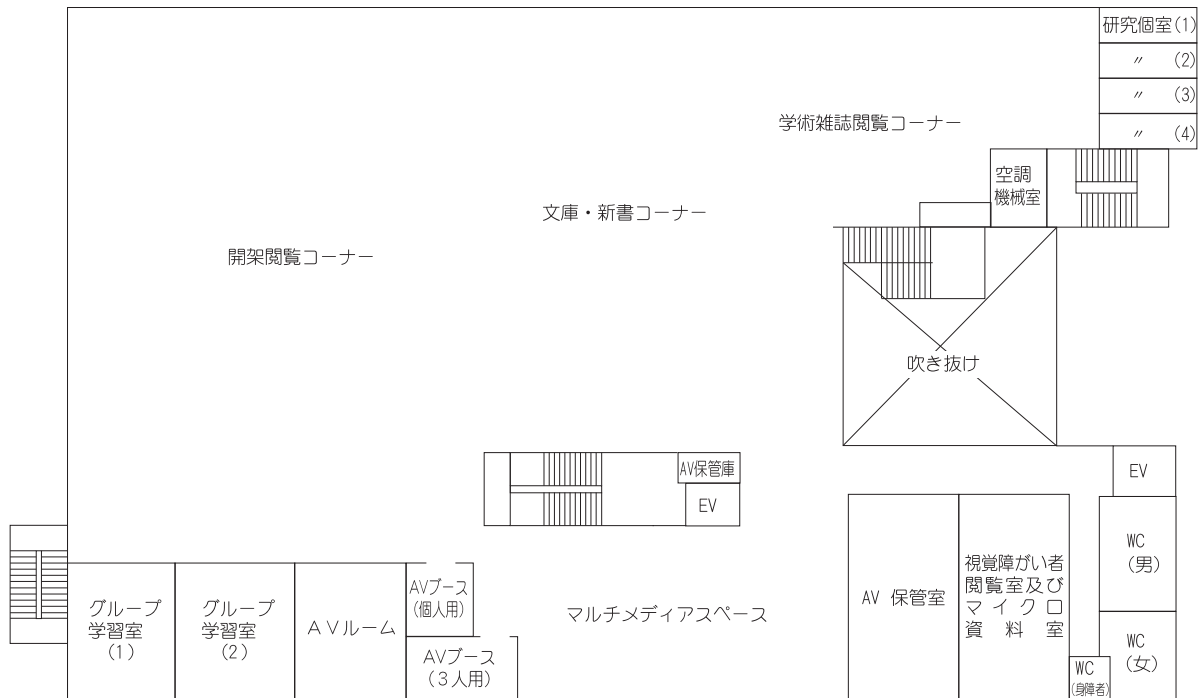 研究個室(1)
〃 (2)
〃 (3)
〃 (4)
学術雑誌閲覧コーナー
空調
機械室
文庫・新書コーナー
開架閲覧コーナー
吹き抜け
AV保管庫
EV
EV
WC
(男)
WC
(女)
WC
(身障者)
視覚障がい者
閲覧室及び
マイクロ
資料室
AV 保管室
マルチメディアスペース
AVブース
(個人用)
AVブース
(3人用)
AVルーム
グループ
学習室
(2)
グループ
学習室
(1)